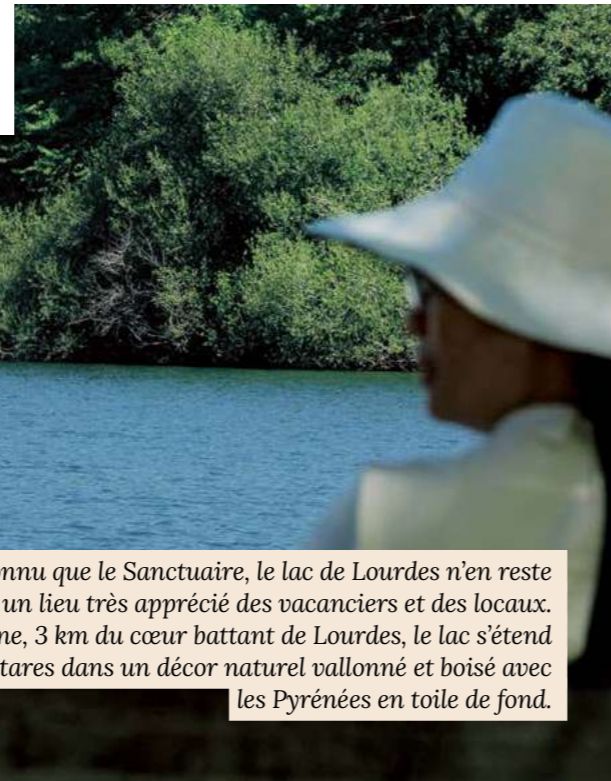 nnu que le Sanctuaire, le lac de Lourdes n’en reste
un lieu très apprécié des vacanciers et des locaux.
ne, 3 km du cœur battant de Lourdes, le lac s’étend
tares dans un décor naturel vallonné et boisé avec
les Pyrénées en toile de fond.